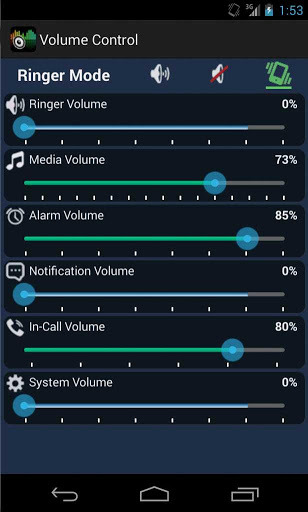 3G 1:53
Volume Control
Ringer Mode
Ringer Volume 0%
Media Volume 73%
Alarm Volume 85%
Notification Volume 0%
In-Call Volume 80%
System Volume 0%